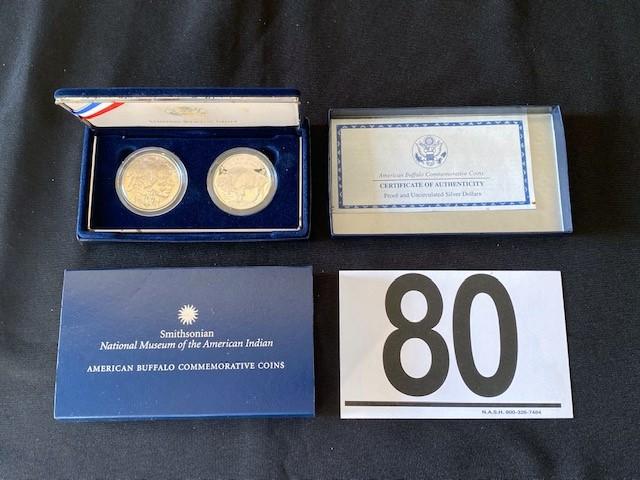 American Buffalo Commemorative Coins
CERTIFICATE OF AUTHENTICITY
Proof and Uncirculated Silver Dollars
Smithsonian
National Museum of the American Indian
AMERICAN BUFFALO COMMEMORATIVE COINS
80
N.A.S.H. 800-326-7484